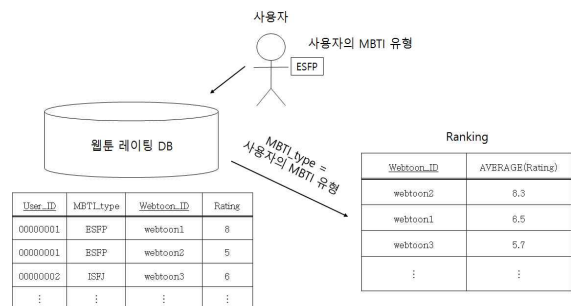 사용자
사용자의 MBTI 유형
ESFP
웹툰 레이팅 DB
MBTI_type =
사용자의 MBTI 유형
Ranking
Webtoon_ID AVERAGE(Rating)
webtoon2 8.3
webtoon1 6.5
webtoon3 5.7
⋮ ⋮
User_ID MBTI_type Webtoon_ID Rating
00000001 ESFP webtoon1 8
00000001 ESFP webtoon2 5
00000002 ISFJ webtoon3 6
⋮ ⋮ ⋮ ⋮